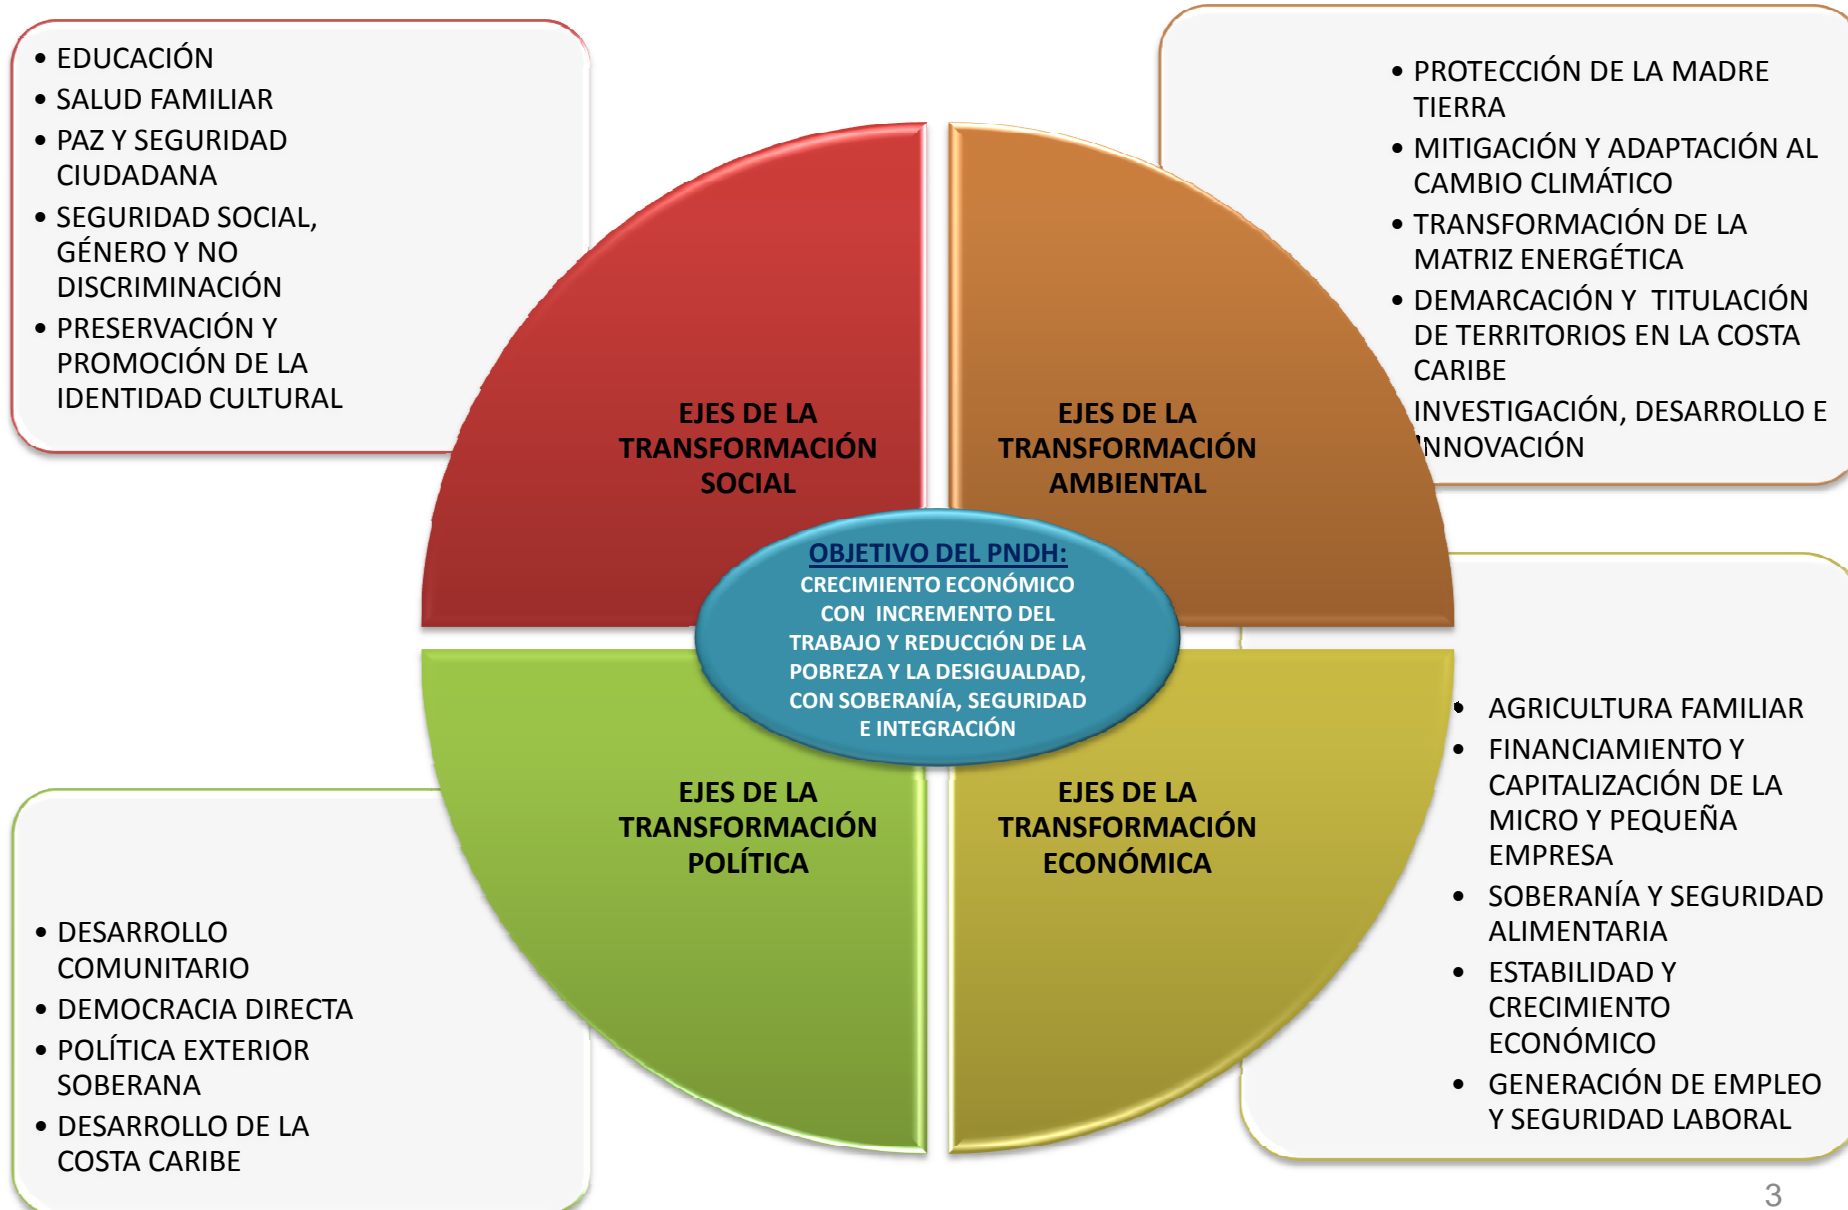 • EDUCACIÓN
• SALUD FAMILIAR
• PAZ Y SEGURIDAD
CIUDADANA
• SEGURIDAD SOCIAL,
GÉNERO Y NO
DISCRIMINACIÓN
• PRESERVACIÓN Y
PROMOCIÓN DE LA
IDENTIDAD CULTURAL
• PROTECCIÓN DE LA MADRE
TIERRA
• MITIGACIÓN Y ADAPTACIÓN AL
CAMBIO CLIMÁTICO
• TRANSFORMACIÓN DE LA
MATRIZ ENERGÉTICA
• DEMARCACIÓN Y TITULACIÓN
DE TERRITORIOS EN LA COSTA
CARIBE
INVESTIGACIÓN, DESARROLLO E
INNOVACIÓN
EJES DE LA
TRANSFORMACIÓN
SOCIAL
EJES DE LA
TRANSFORMACIÓN
AMBIENTAL
OBJETIVO DEL PNDH:
CRECIMIENTO ECONÓMICO
CON INCREMENTO DEL
TRABAJO Y REDUCCIÓN DE LA
POBREZA Y LA DESIGUALDAD,
CON SOBERANÍA, SEGURIDAD
E INTEGRACIÓN
EJES DE LA
TRANSFORMACIÓN
POLÍTICA
EJES DE LA
TRANSFORMACIÓN
ECONÓMICA
• DESARROLLO
COMUNITARIO
• DEMOCRACIA DIRECTA
• POLÍTICA EXTERIOR
SOBERANA
• DESARROLLO DE LA
COSTA CARIBE
• AGRICULTURA FAMILIAR
• FINANCIAMIENTO Y
CAPITALIZACIÓN DE LA
MICRO Y PEQUEÑA
EMPRESA
• SOBERANÍA Y SEGURIDAD
ALIMENTARIA
• ESTABILIDAD Y
CRECIMIENTO
ECONÓMICO
• GENERACIÓN DE EMPLEO
Y SEGURIDAD LABORAL
3